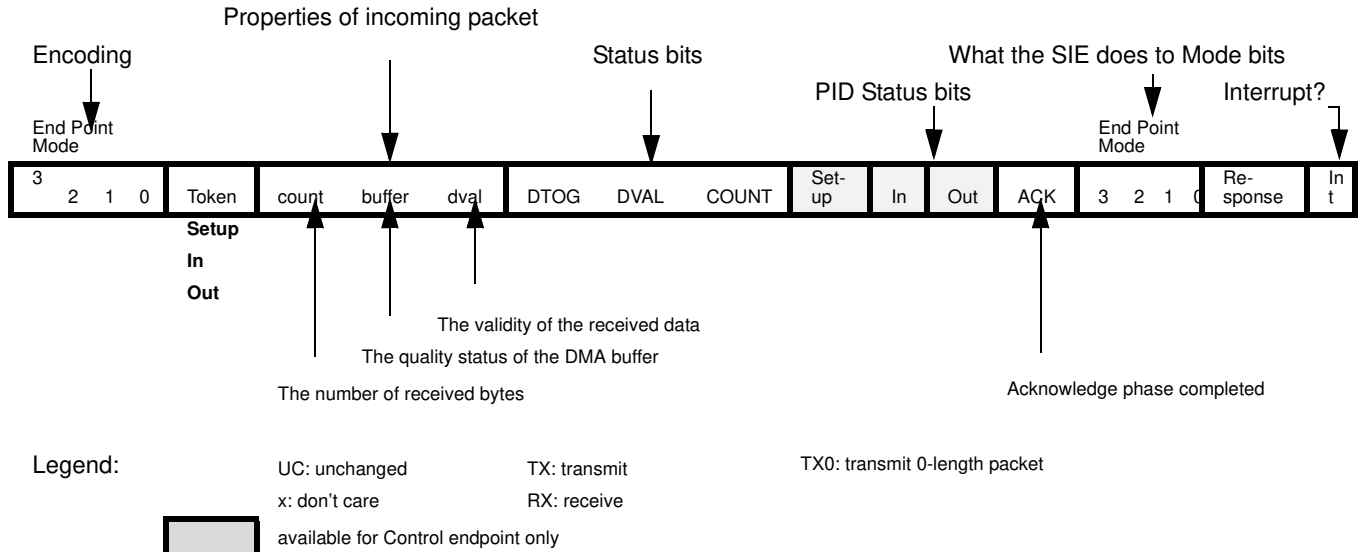 Properties of incoming packet
Encoding
Status bits
What the SIE does to Mode bits
PID Status bits
Interrupt?
End Point
Mode
End Point
Mode
3 2 1 0 Token count buffer dval DTOG DVAL COUNT Set-up In Out ACK 3 2 1 0 Re-sponse In t
Setup
In
Out
The validity of the received data
The quality status of the DMA buffer
The number of received bytes
Acknowledge phase completed
Legend:
UC: unchanged TX: transmit TX0: transmit 0-length packet
x: don't care RX: receive
available for Control endpoint only